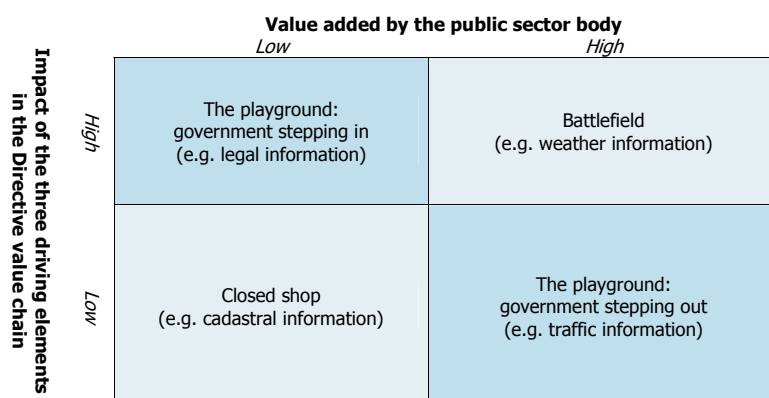 Value added by the public sector body
Low
High
Impact of the three driving elements
in the Directive value chain
High
The playground:
government stepping in
(e.g. legal information)
Battlefield
(e.g. weather information)
Low
Closed shop
(e.g. cadastral information)
The playground:
government stepping out
(e.g. traffic information)